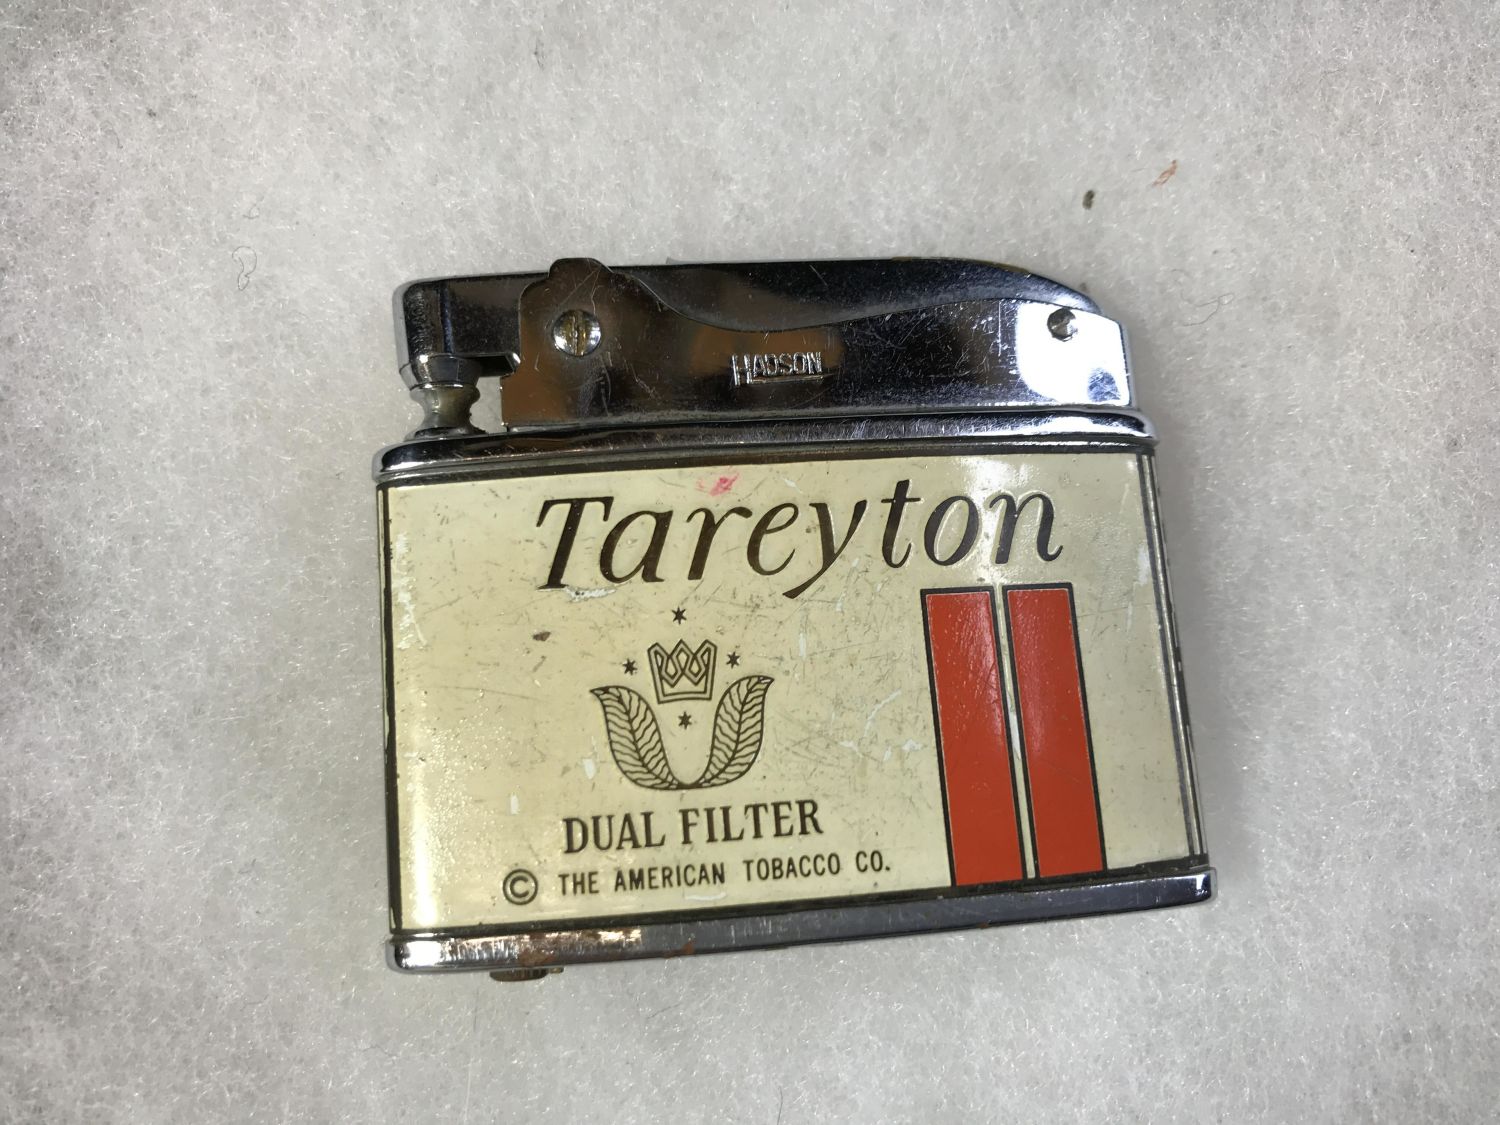 HADSON
Tareyton
DUAL FILTER
© THE AMERICAN TOBACCO CO.